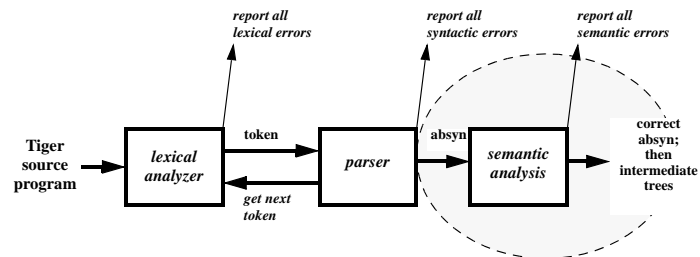 report all
lexical errors
report all
syntactic errors
report all
semantic errors
Tiger
source
program
lexical
analyzer
token
get next
token
parser
absyn
semantic
analysis
correct
absyn;
then
intermediate
trees